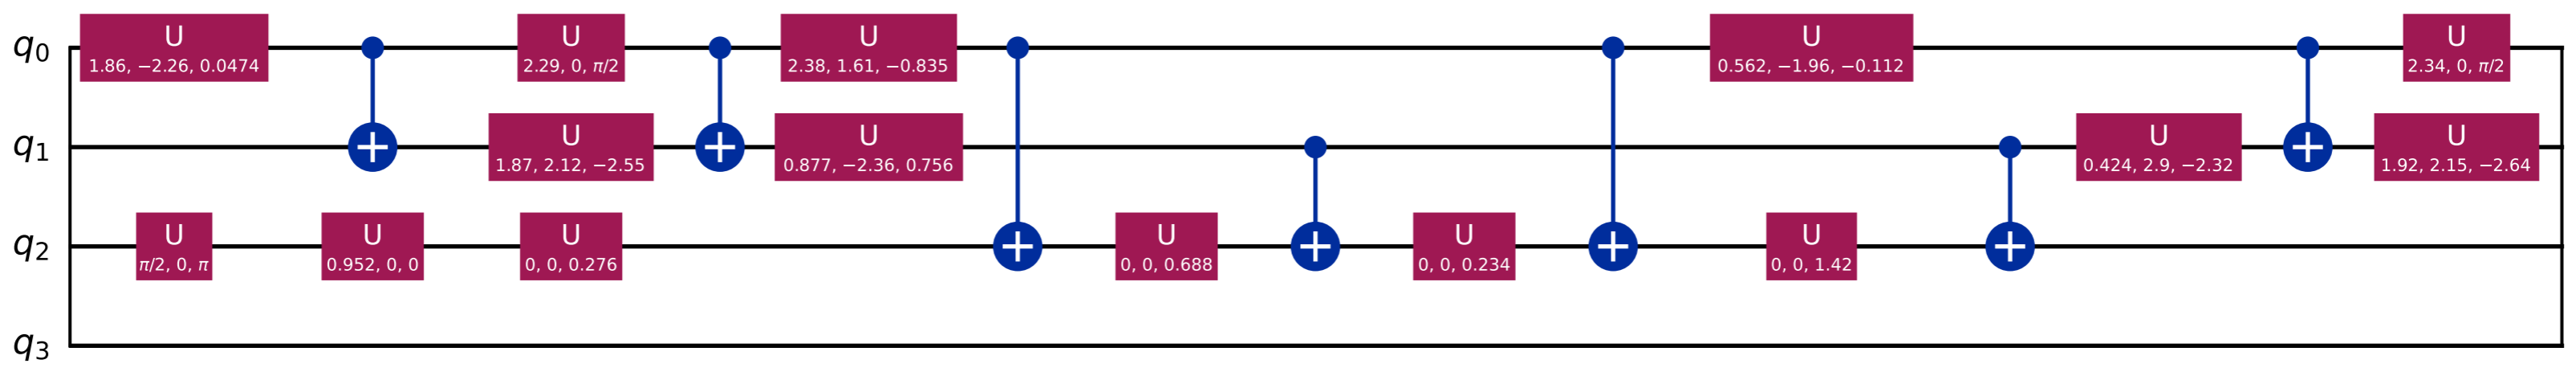 q0 U U U U U
1.86, −2.26, 0.0474 2.29, 0, π/2 2.38, 1.61, −0.835 0.562, −1.96, −0.112 2.34, 0, π/2
q1 U U U U
1.87, 2.12, −2.55 0.877, −2.36, 0.756 0.424, 2.9, −2.32 1.92, 2.15, −2.64
q2 U U U U U U
π/2, 0, π 0.952, 0, 0 0, 0, 0.276 0, 0, 0.688 0, 0, 0.234 0, 0, 1.42
q3